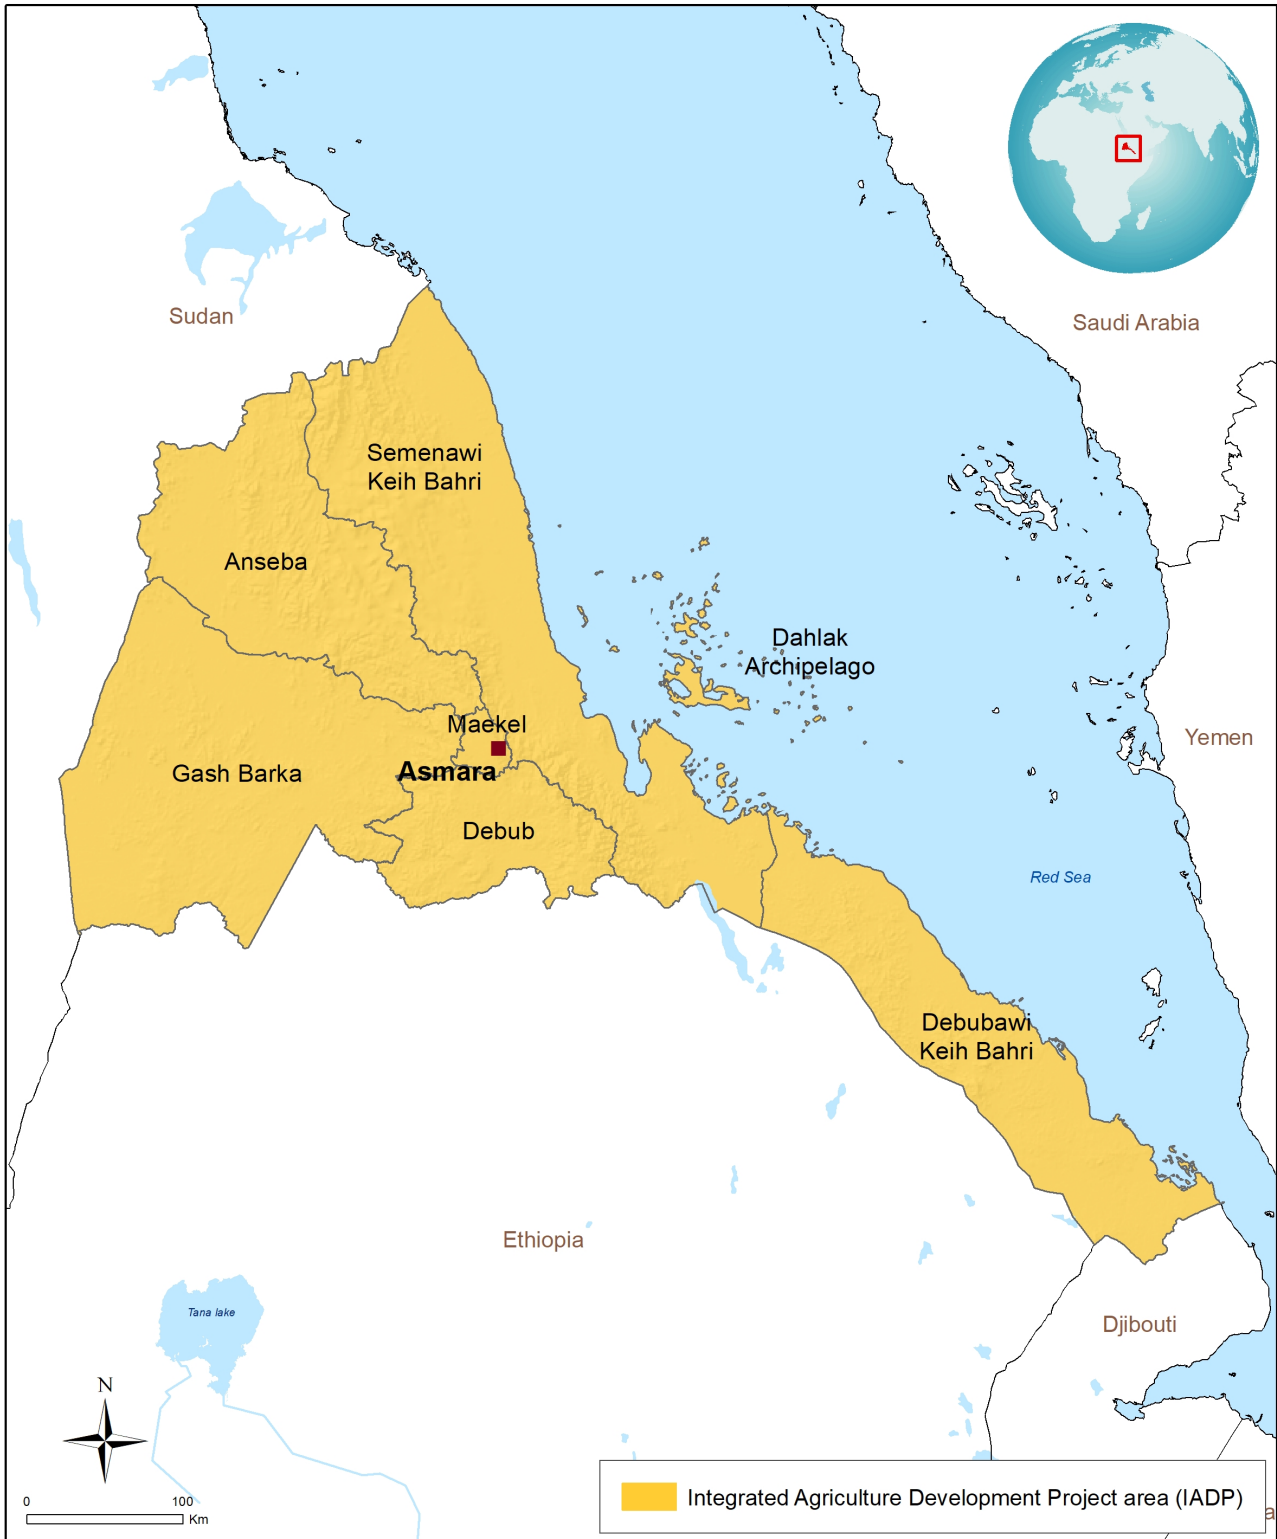 Sudan
Saudi Arabia
Semenawi
Keih Bahri
Anseba
Dahlak
Archipelago
Maekel
Yemen
Gash Barka
Asmara
Debub
Red Sea
Debubawi
Keih Bahri
Ethiopia
Tana lake
Djibouti
N
0 100
Km
Integrated Agriculture Development Project area (IADP)